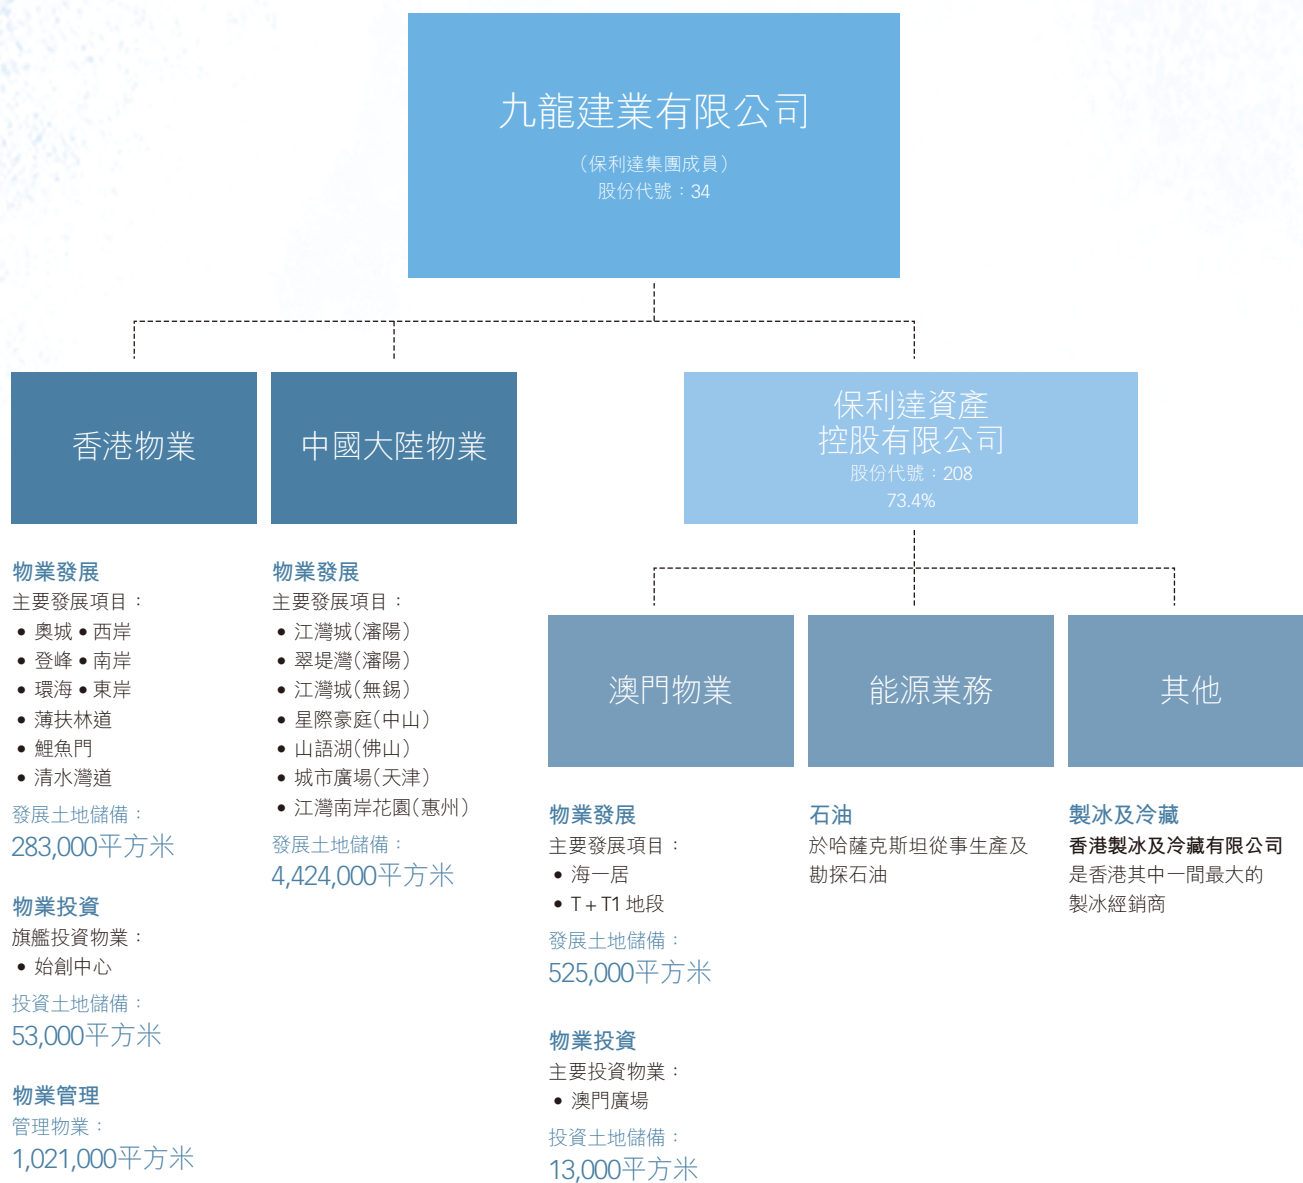 九龍建業有限公司
（保利達集團成員）
股份代號：34
香港物業
中國大陸物業
保利達資產
控股有限公司
股份代號：208
73.4%
物業發展
主要發展項目：
• 奧城•西岸
• 登峰•南岸
• 環海•東岸
• 薄扶林道
• 鯉魚門
• 清水灣道
發展土地儲備：
283,000平方米
物業投資
旗艦投資物業：
• 始創中心
投資土地儲備：
53,000平方米
物業管理
管理物業：
1,021,000平方米
物業發展
主要發展項目：
• 江灣城（瀋陽）
• 翠堤灣（瀋陽）
• 江灣城（無錫）
• 星際豪庭（中山）
• 山語湖（佛山）
• 城市廣場（天津）
• 江灣南岸花園（惠州）
發展土地儲備：
4,424,000平方米
澳門物業
能源業務
其他
物業發展
主要發展項目：
• 海一居
• T+T1 地段
發展土地儲備：
525,000平方米
物業投資
主要投資物業：
• 澳門廣場
投資土地儲備：
13,000平方米
石油
於哈薩克斯坦從事生產及
勘探石油
製冰及冷藏
香港製冰及冷藏有限公司
是香港其中一間最大的
製冰經銷商